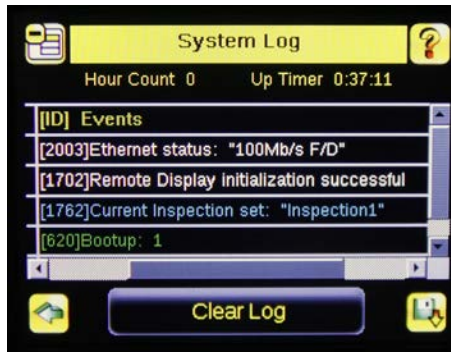 System Log
?
Hour Count 0 Up Timer 0:37:11
[ID] Events
[2003]Ethernet status: "100Mb/s F/D"
[1702]Remote Display initialization successful
[1762]Current Inspection set: "Inspection1"
[620]Bootup: 1
Clear Log